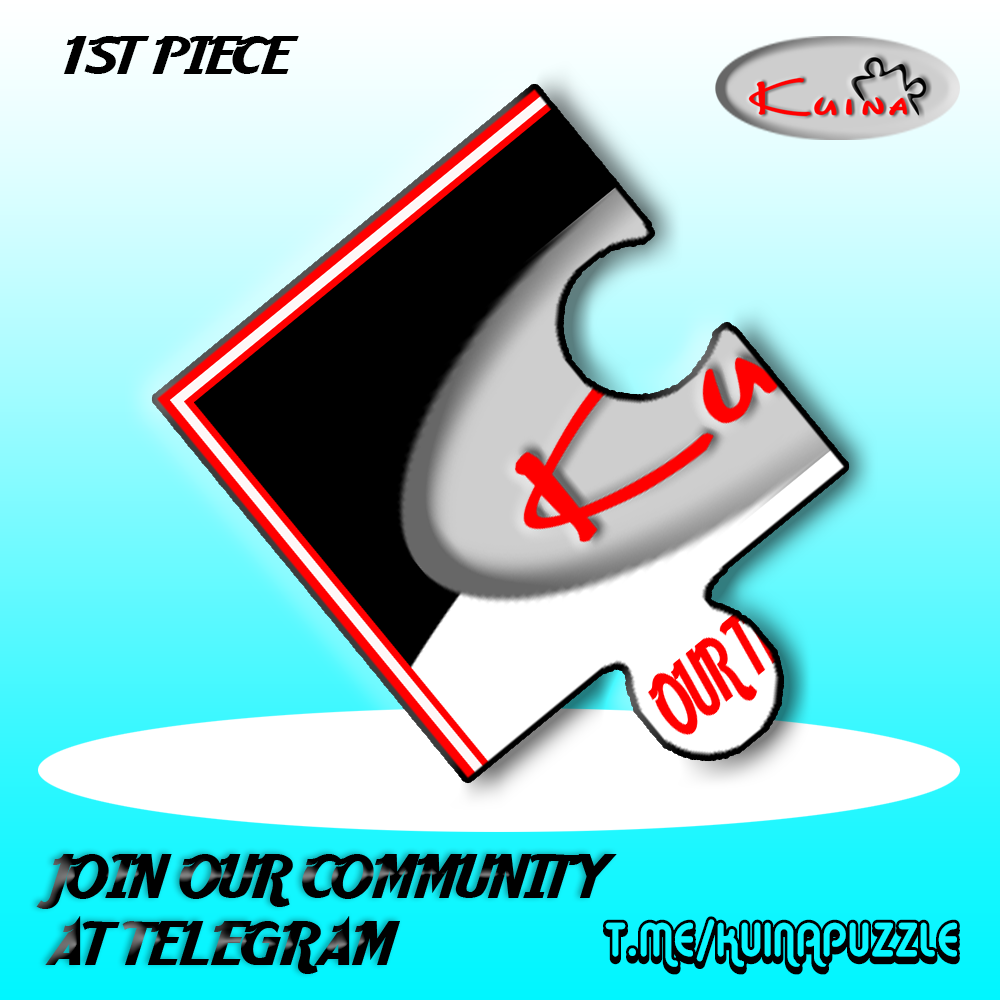 1ST PIECE
KUINA
Ku
OUR T
JOIN OUR COMMUNITY
AT TELEGRAM
T.ME/KUINAPUZZLE